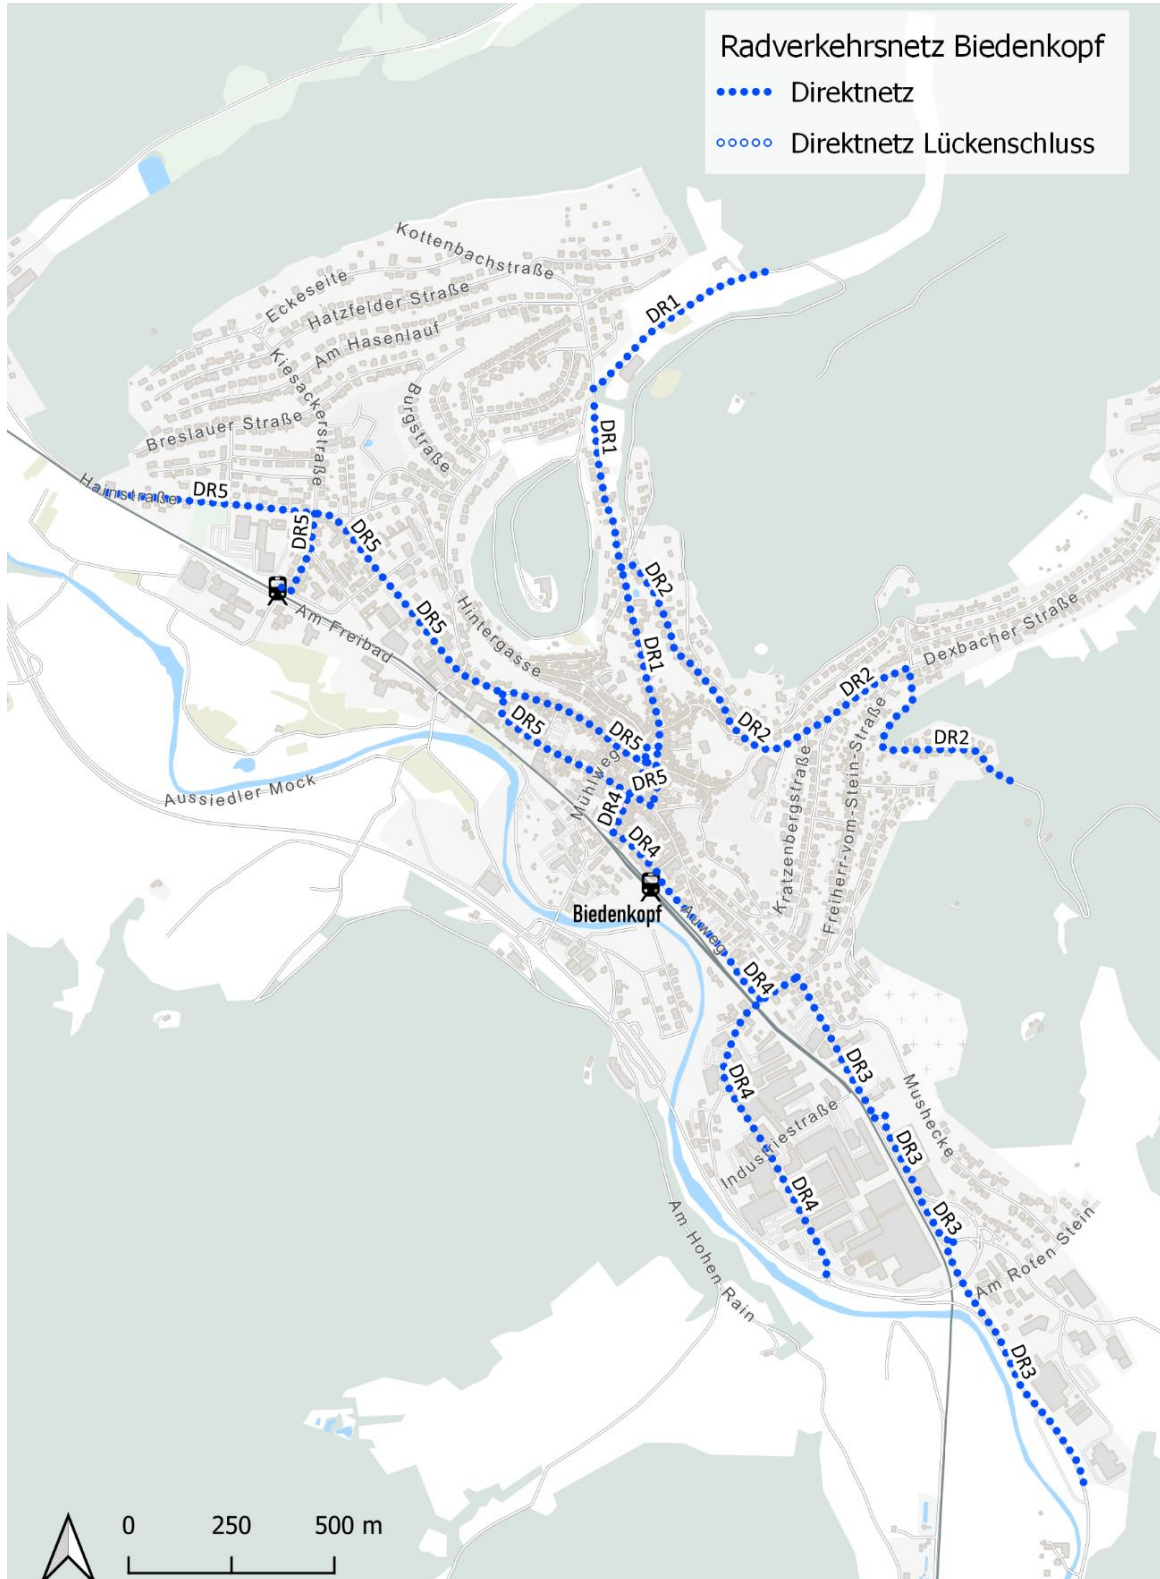 Radverkehrsnetz Biedenkopf
Direktnetz
Direktnetz Lückenschluss
Kottenbachstraße
Eckeseite
Hatzfelder Straße
Am Hasenlauf
Kiesackerstraße
Burgstraße
Breslauer Straße
Hainstraße
DR1
DR1
DR5
DR5
DR5
DR5
Am Freibad
Hintergasse
DR2
DR1
DR2
DR2
DR2
Dexbacher Straße
DR5
DR5
DR5
Mühlweg
DR4
DR4
Aussiedler Mock
Kratzenbergstraße
Freiherr-vom-Stein-Straße
Biedenkopf
Auweg
DR4
DR3
DR4
Mushecke
Industriestraße
DR3
DR4
DR3
Am Hohen Rain
Am Roten Stein
DR3
0 250 500 m